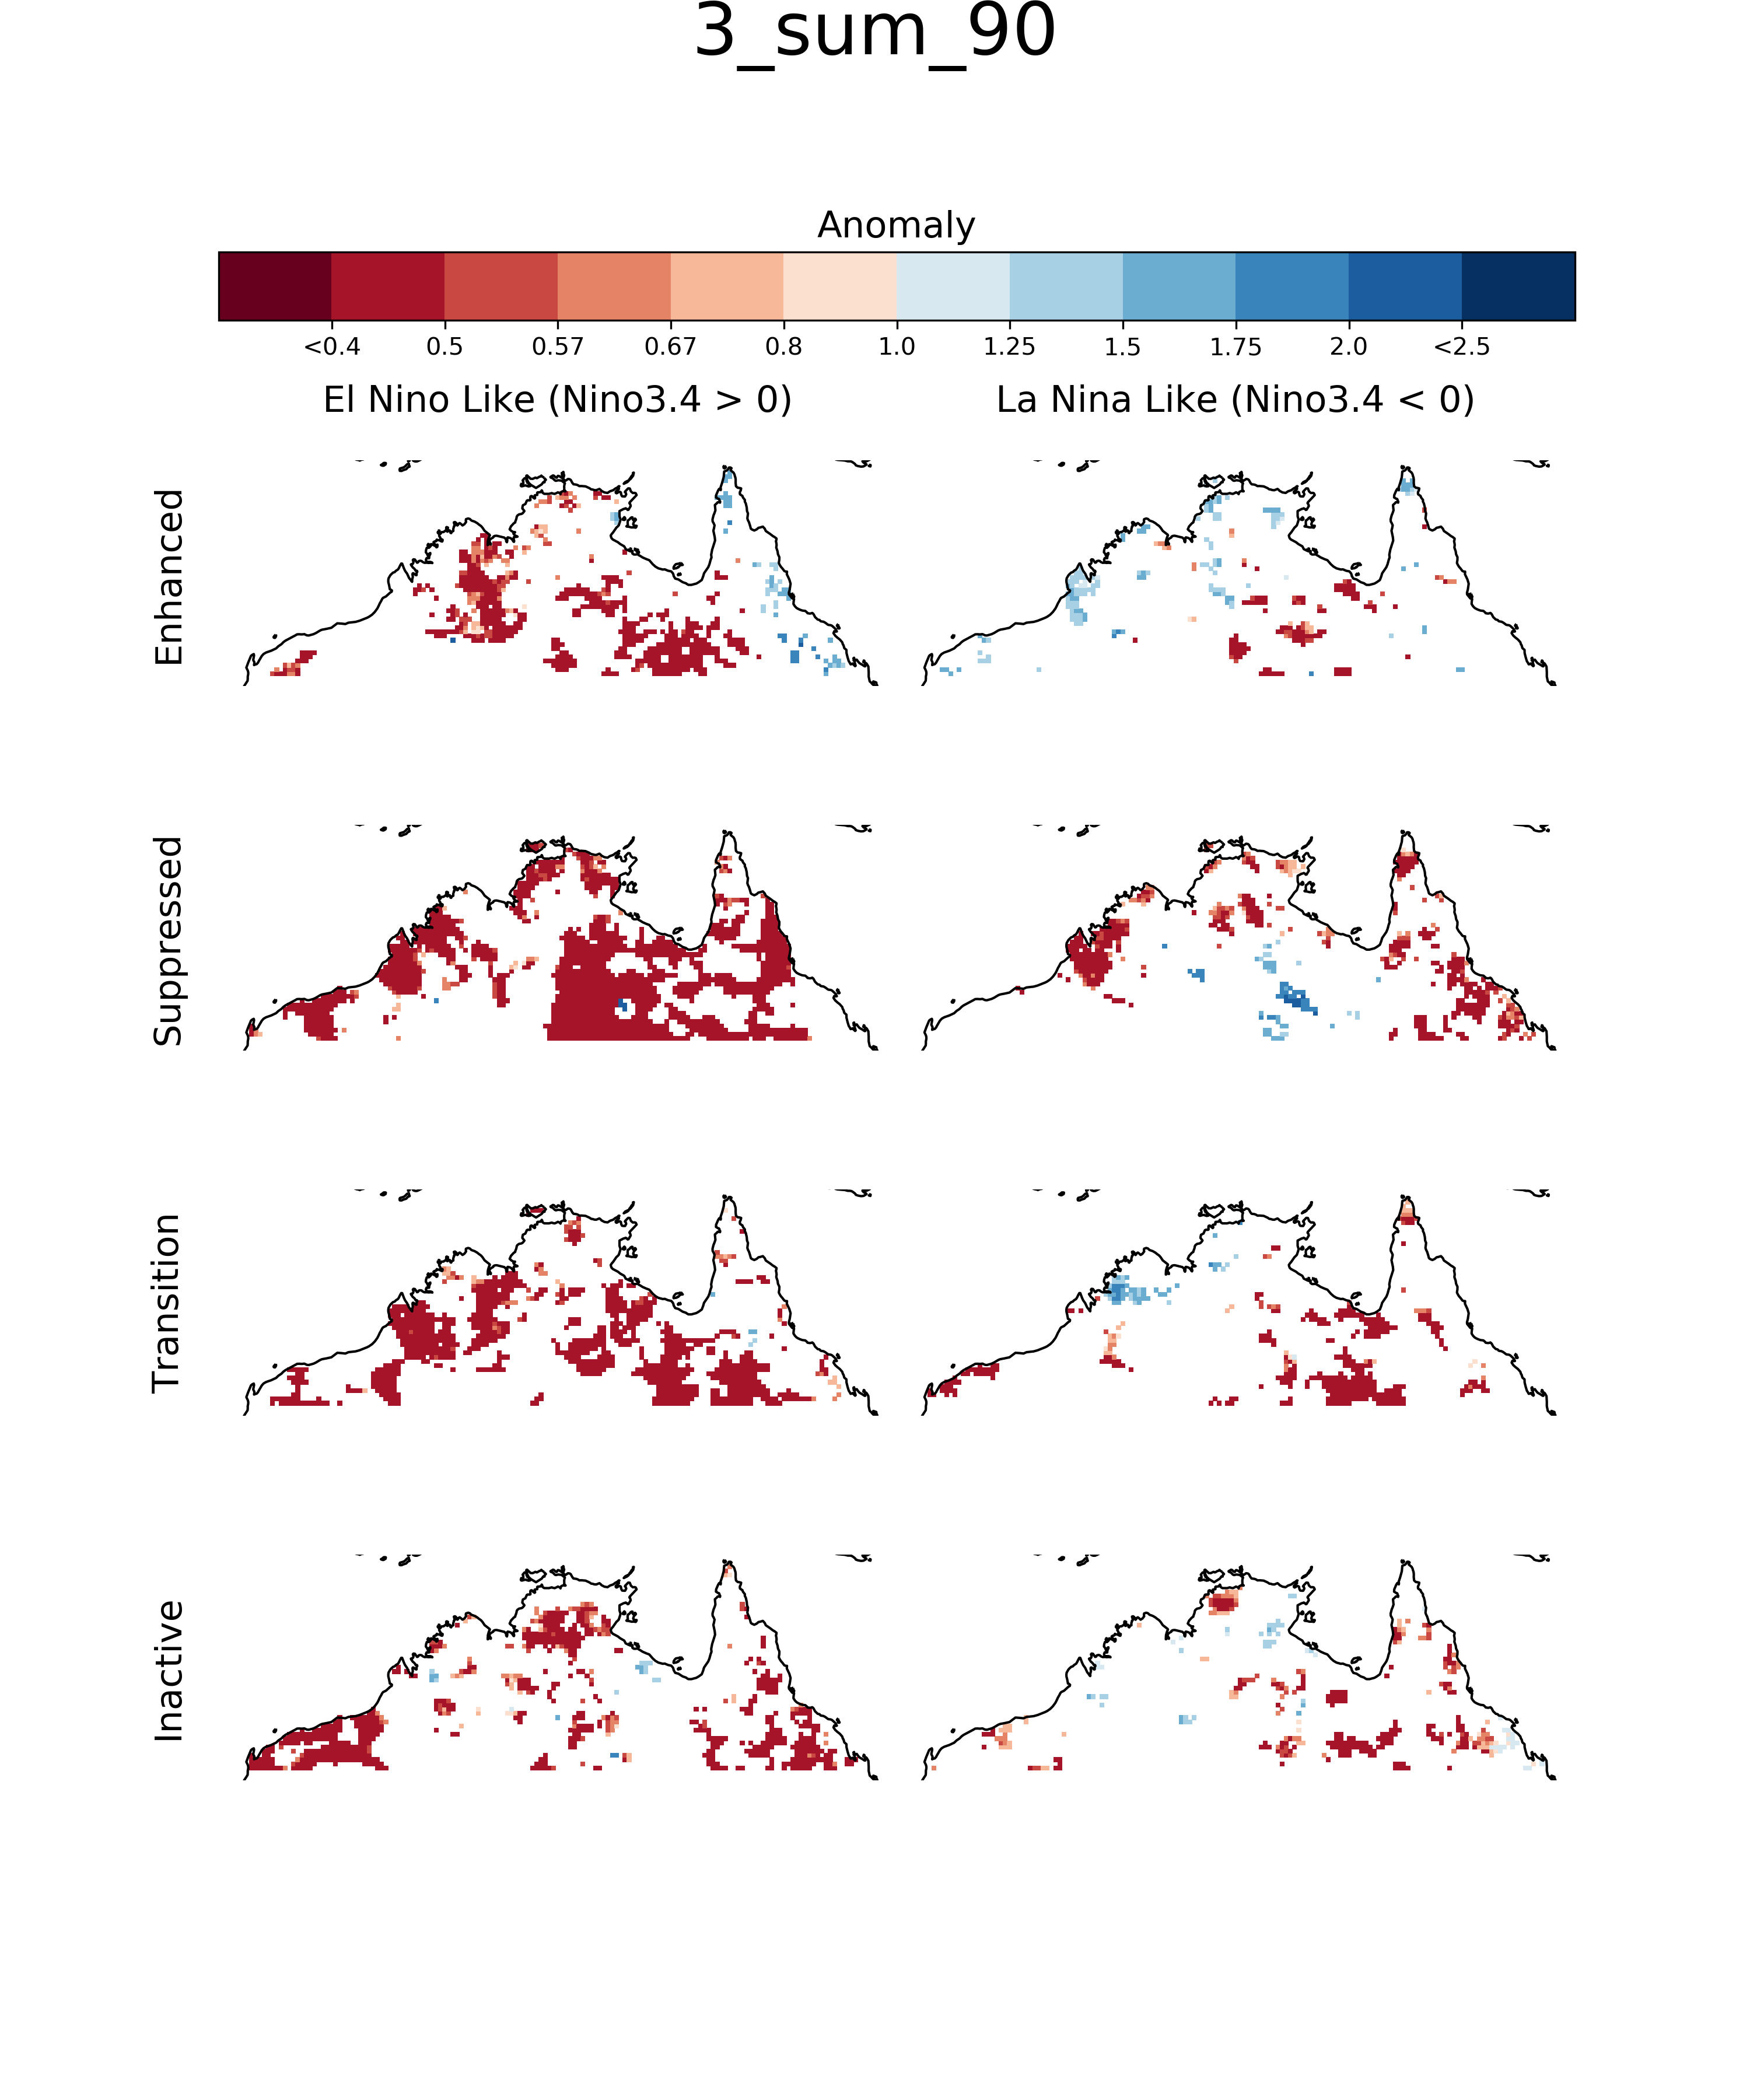 3_sum_90
Anomaly
<0.4 0.5 0.57 0.67 0.8 1.0 1.25 1.5 1.75 2.0 <2.5
El Nino Like (Nino3.4 > 0) La Nina Like (Nino3.4 < 0)
Enhanced
Suppressed
Transition
Inactive